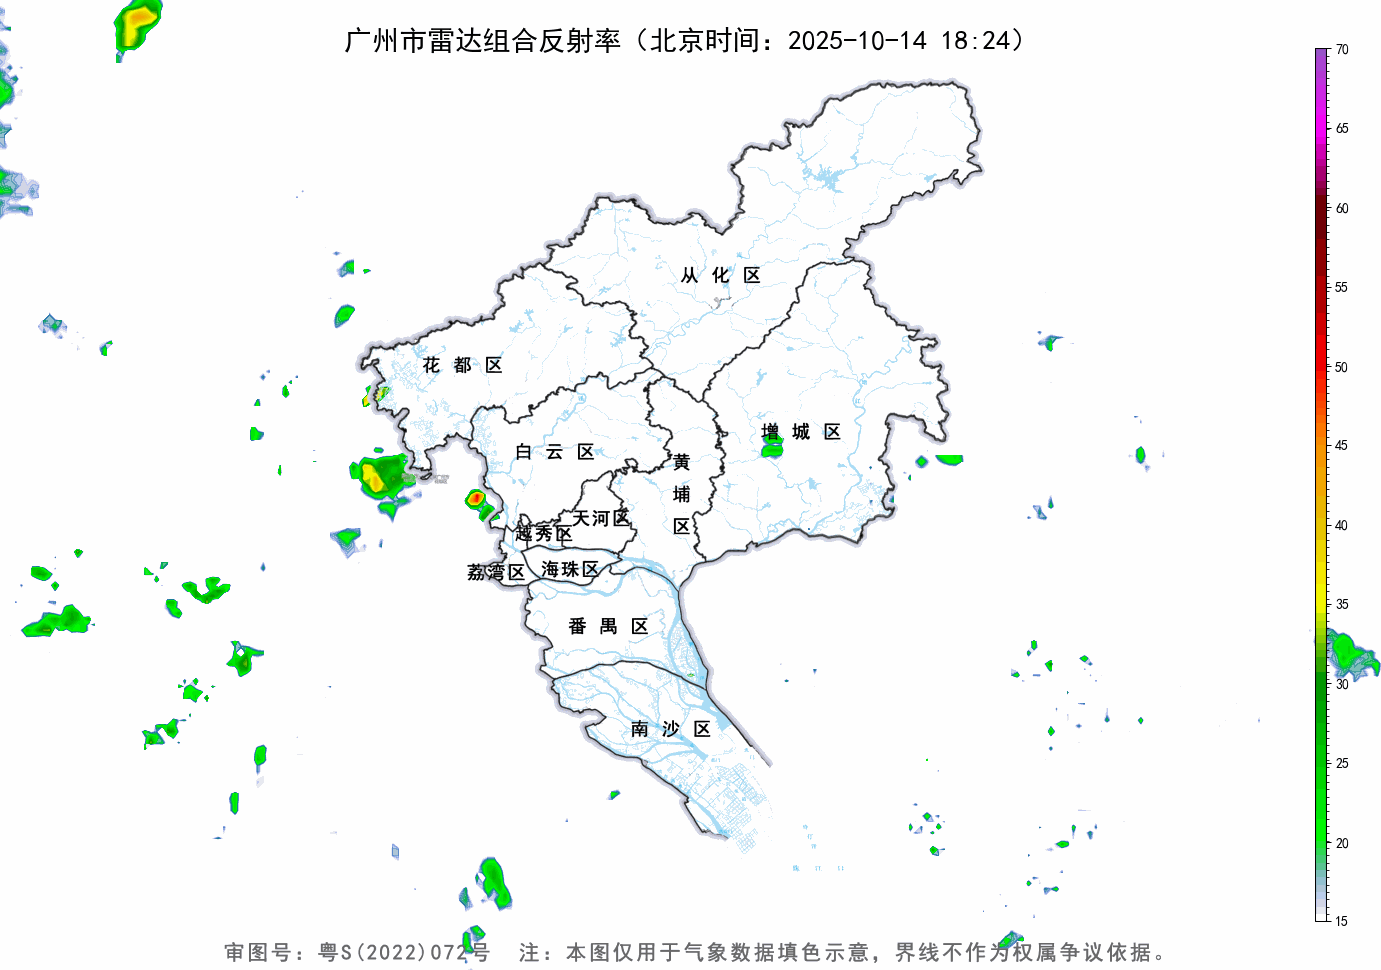 广州市雷达组合反射率（北京时间：2025-10-14 18:24）
70
65
60
55
50
45
40
35
30
25
20
15
从化区
花都区
增城区
白云区
黄埔区
天河区
越秀区
海珠区
荔湾区
番禺区
南沙区
审图号：粤S(2022)072号 注：本图仅用于气象数据填色示意，界线不作为权属争议依据。